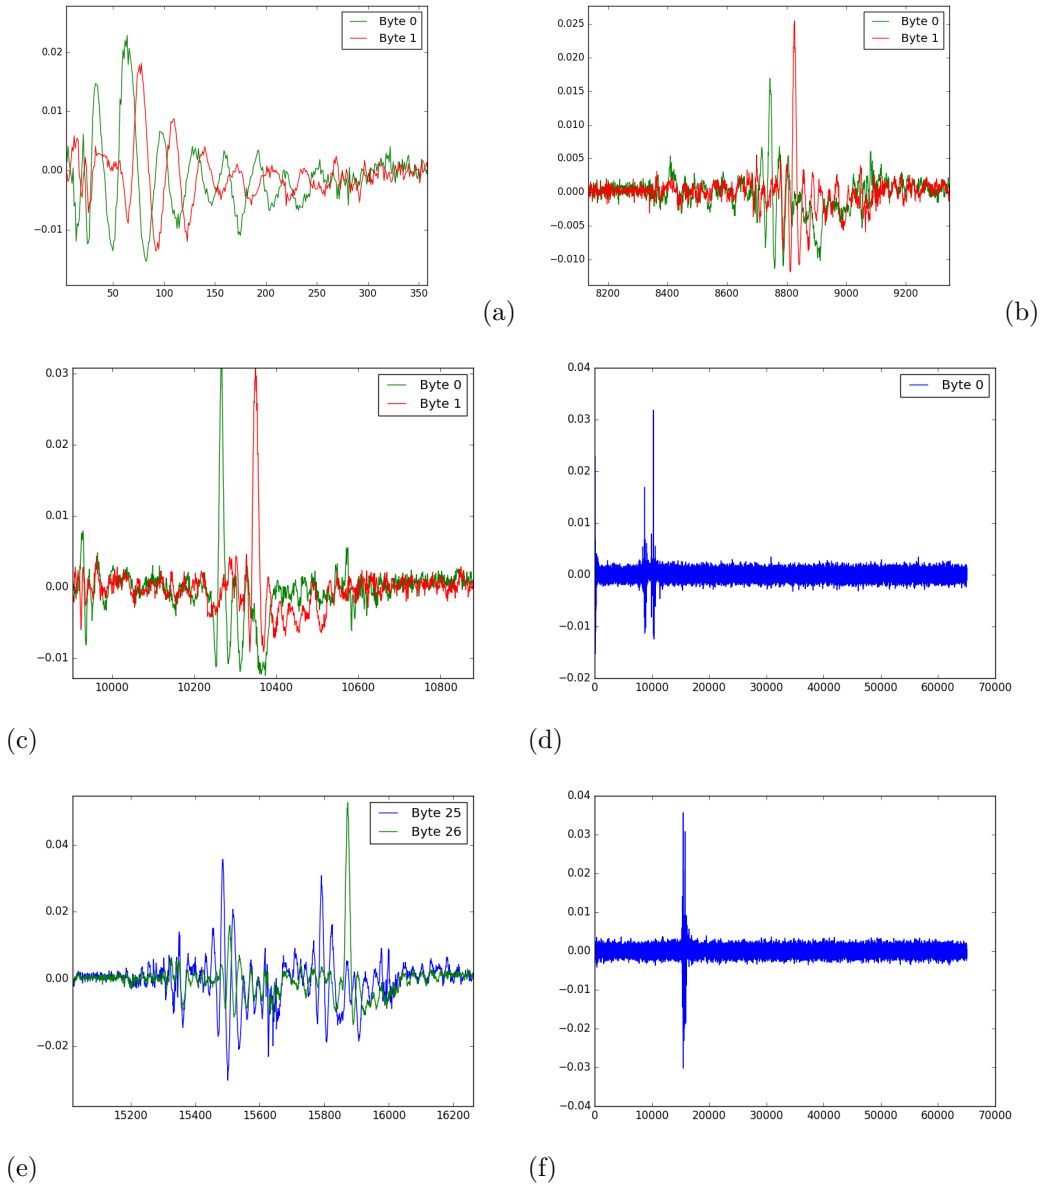 Byte 0
Byte 1
0.02
0.01
0.00
−0.01
50 100 150 200 250 300 350
(a)
Byte 0
Byte 1
0.025
0.020
0.015
0.010
0.005
0.000
−0.005
−0.010
8200 8400 8600 8800 9000 9200
(b)
Byte 0
Byte 1
0.03
0.02
0.01
0.00
−0.01
10000 10200 10400 10600 10800
(c)
Byte 0
0.04
0.03
0.02
0.01
0.00
−0.01
−0.02
0 10000 20000 30000 40000 50000 60000 70000
(d)
Byte 25
Byte 26
0.04
0.02
0.00
−0.02
15200 15400 15600 15800 16000 16200
(e)
0.04
0.03
0.02
0.01
0.00
−0.01
−0.02
−0.03
−0.04
0 10000 20000 30000 40000 50000 60000 70000
(f)